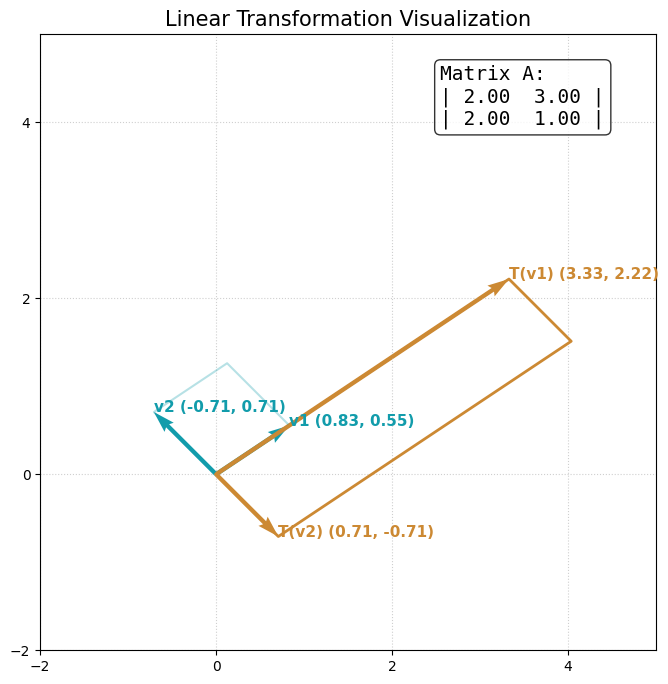 Linear Transformation Visualization
Matrix A:
| 2.00  3.00 |
| 2.00  1.00 |
4
T(v1) (3.33, 2.22)
2
v2 (-0.71, 0.71)
v1 (0.83, 0.55)
0
T(v2) (0.71, -0.71)
−2
−2 0 2 4